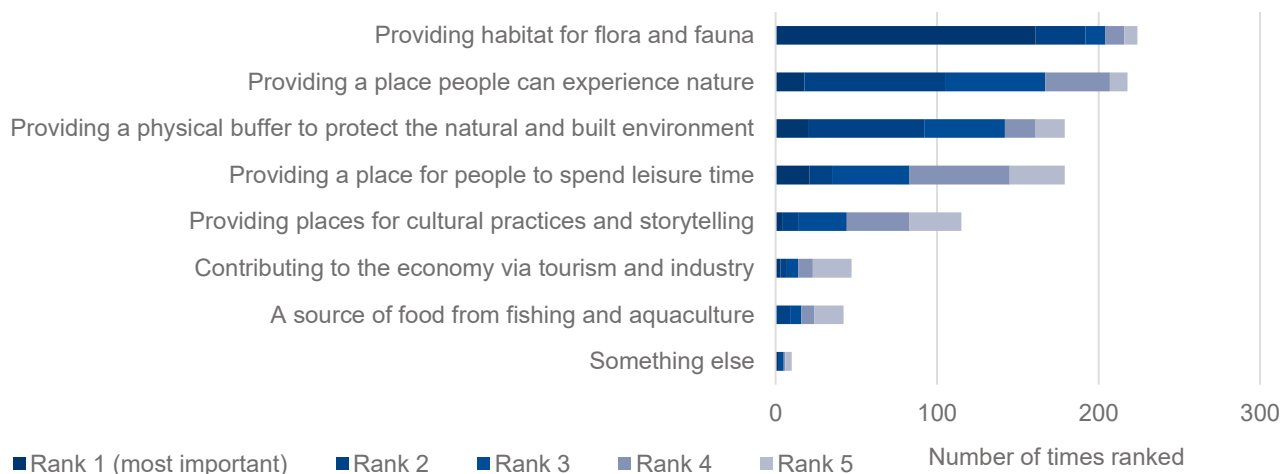 Providing habitat for flora and fauna
Providing a place people can experience nature
Providing a physical buffer to protect the natural and built environment
Providing a place for people to spend leisure time
Providing places for cultural practices and storytelling
Contributing to the economy via tourism and industry
A source of food from fishing and aquaculture
Something else
0 100 200 300
Number of times ranked
Rank 1 (most important) Rank 2 Rank 3 Rank 4 Rank 5